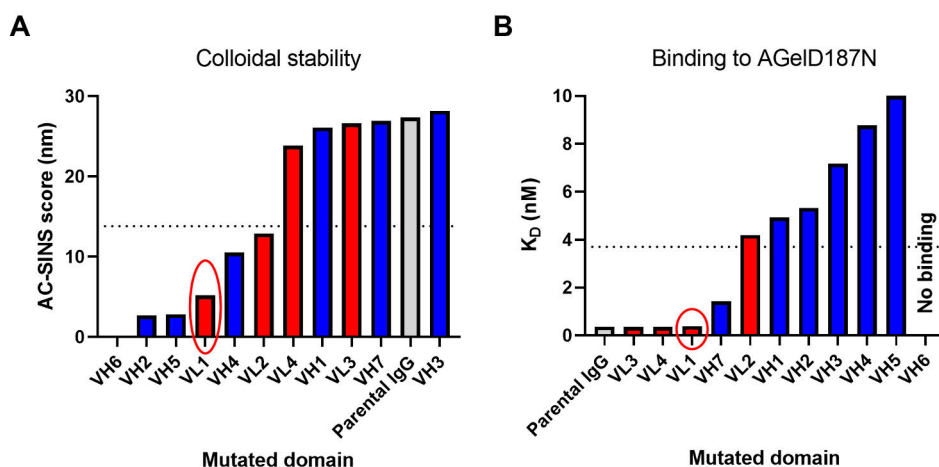 A
Colloidal stability
AC-SINS score (nm)
30
20
10
0
VH6
VH2
VH5
VL1
VH4
VL2
VL4
VH1
VL3
VH7
Parental IgG
VH3
Mutated domain
B
Binding to AGelD187N
K_D (nM)
10
8
6
4
2
0
No binding
Parental IgG
VL3
VL4
VL1
VH7
VL2
VH1
VH2
VH3
VH4
VH5
VH6
Mutated domain